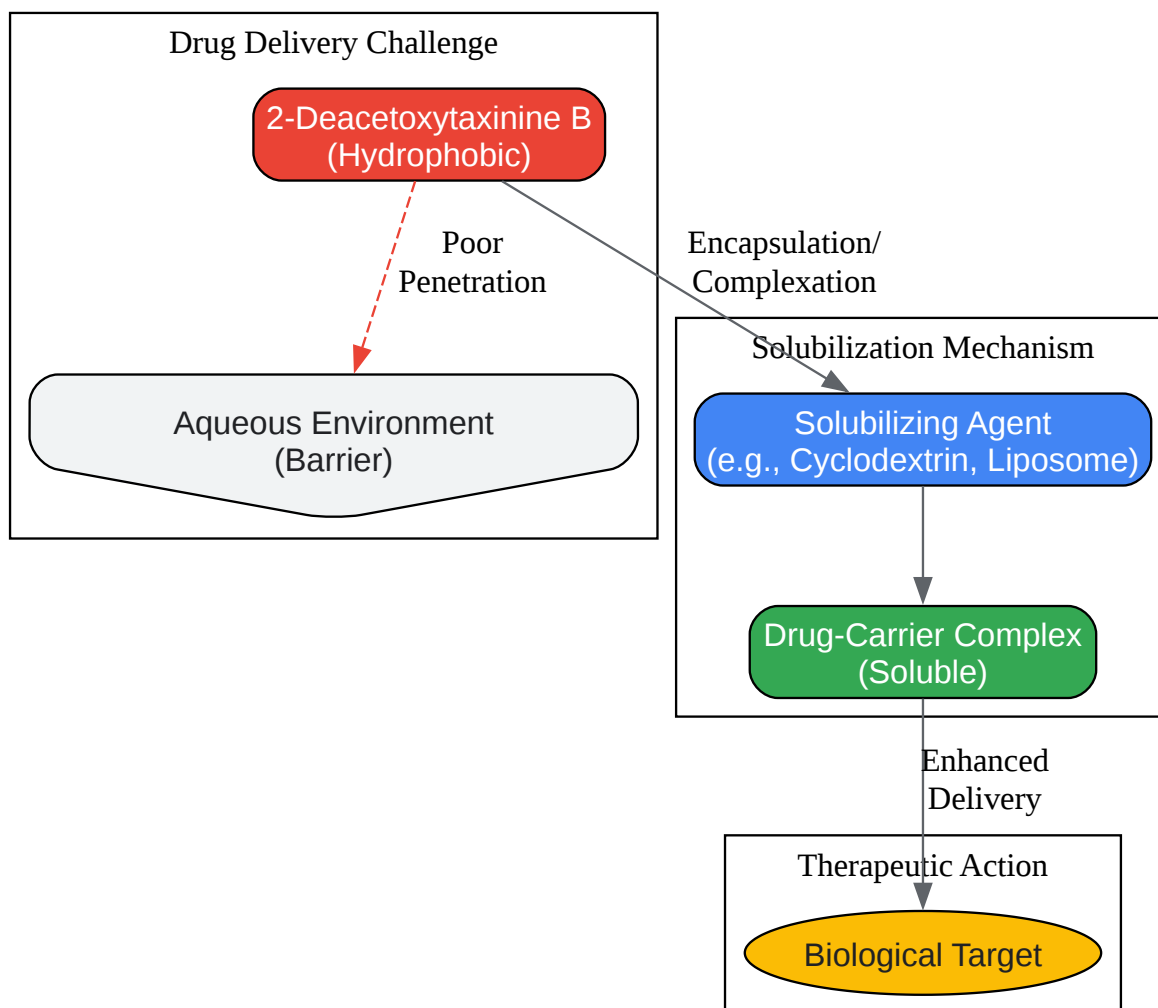 Drug Delivery Challenge
2-Deacetoxytaxinine B
(Hydrophobic)
Poor
Penetration
Encapsulation/
Complexation
Aqueous Environment
(Barrier)
Solubilization Mechanism
Solubilizing Agent
(e.g., Cyclodextrin, Liposome)
Drug-Carrier Complex
(Soluble)
Enhanced
Delivery
Therapeutic Action
Biological Target